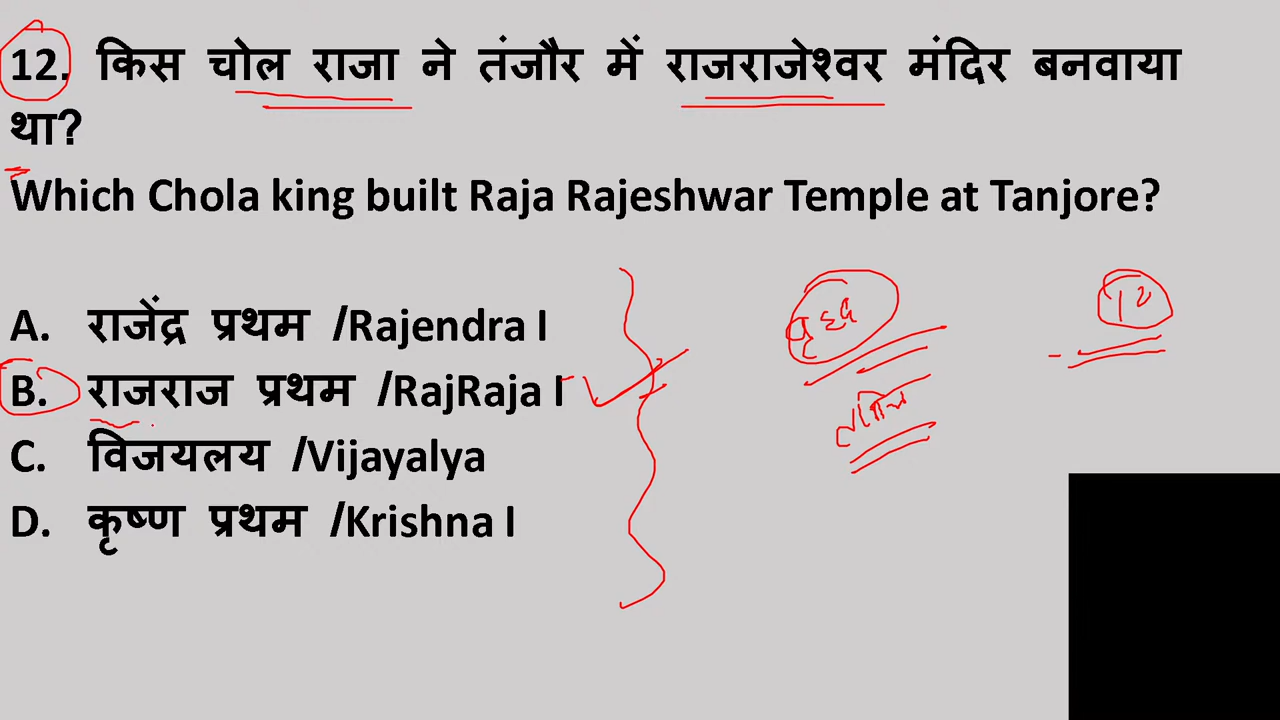 12. किस चोल राजा ने तंजौर में राजराजेश्वर मंदिर बनवाया
था?
Which Chola king built Raja Rajeshwar Temple at Tanjore?
A. राजेंद्र प्रथम /Rajendra I
B. राजराज प्रथम /RajRaja I
C. विजयलय /Vijayalya
D. कृष्ण प्रथम /Krishna I
12